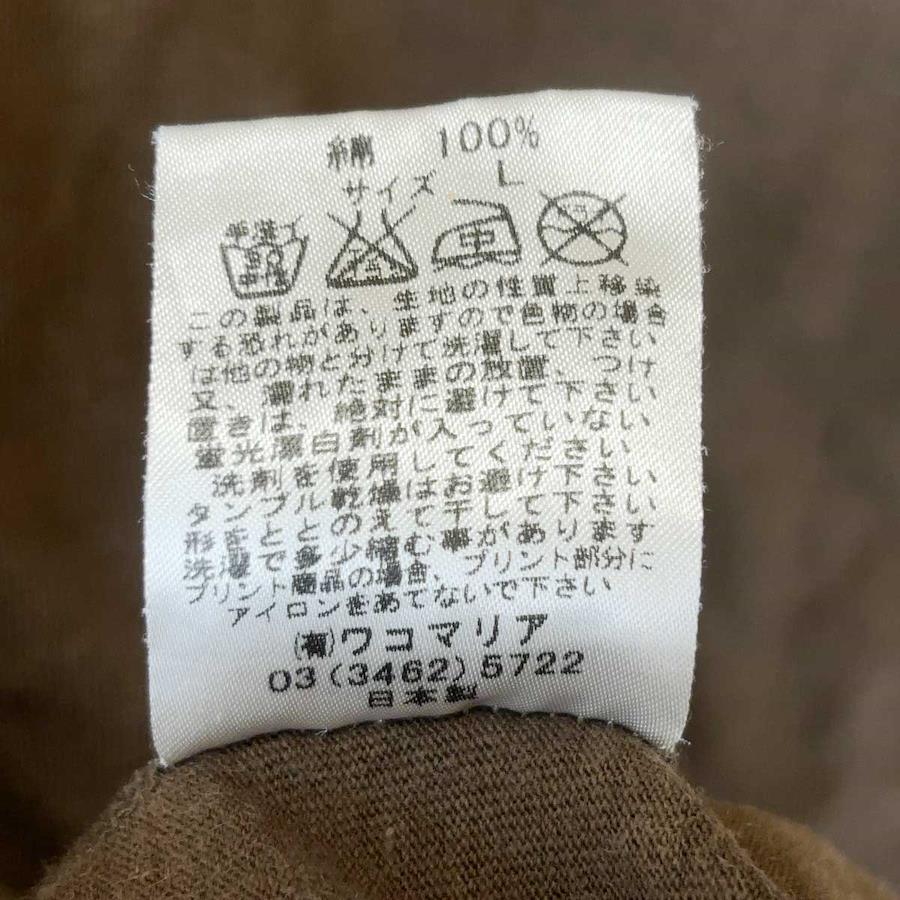 綿 100%
サイズ L
手洗イ 中
この製品は、生地の性質上移染
する恐れがありますので色物の場合
は他の物とわけて洗濯して下さい
又、濡れたままの放置、つけ
置きは、絶対に避けて下さい
蛍光漂白剤が入っていない
洗剤を使用してください
タンブル乾燥はお避け下さい
形をととのえて干して下さい
洗濯で多少縮む事があります
プリント商品の場合、プリント部分に
アイロンをあてないで下さい
(有)ワコマリア
03(3462)5722
日本製